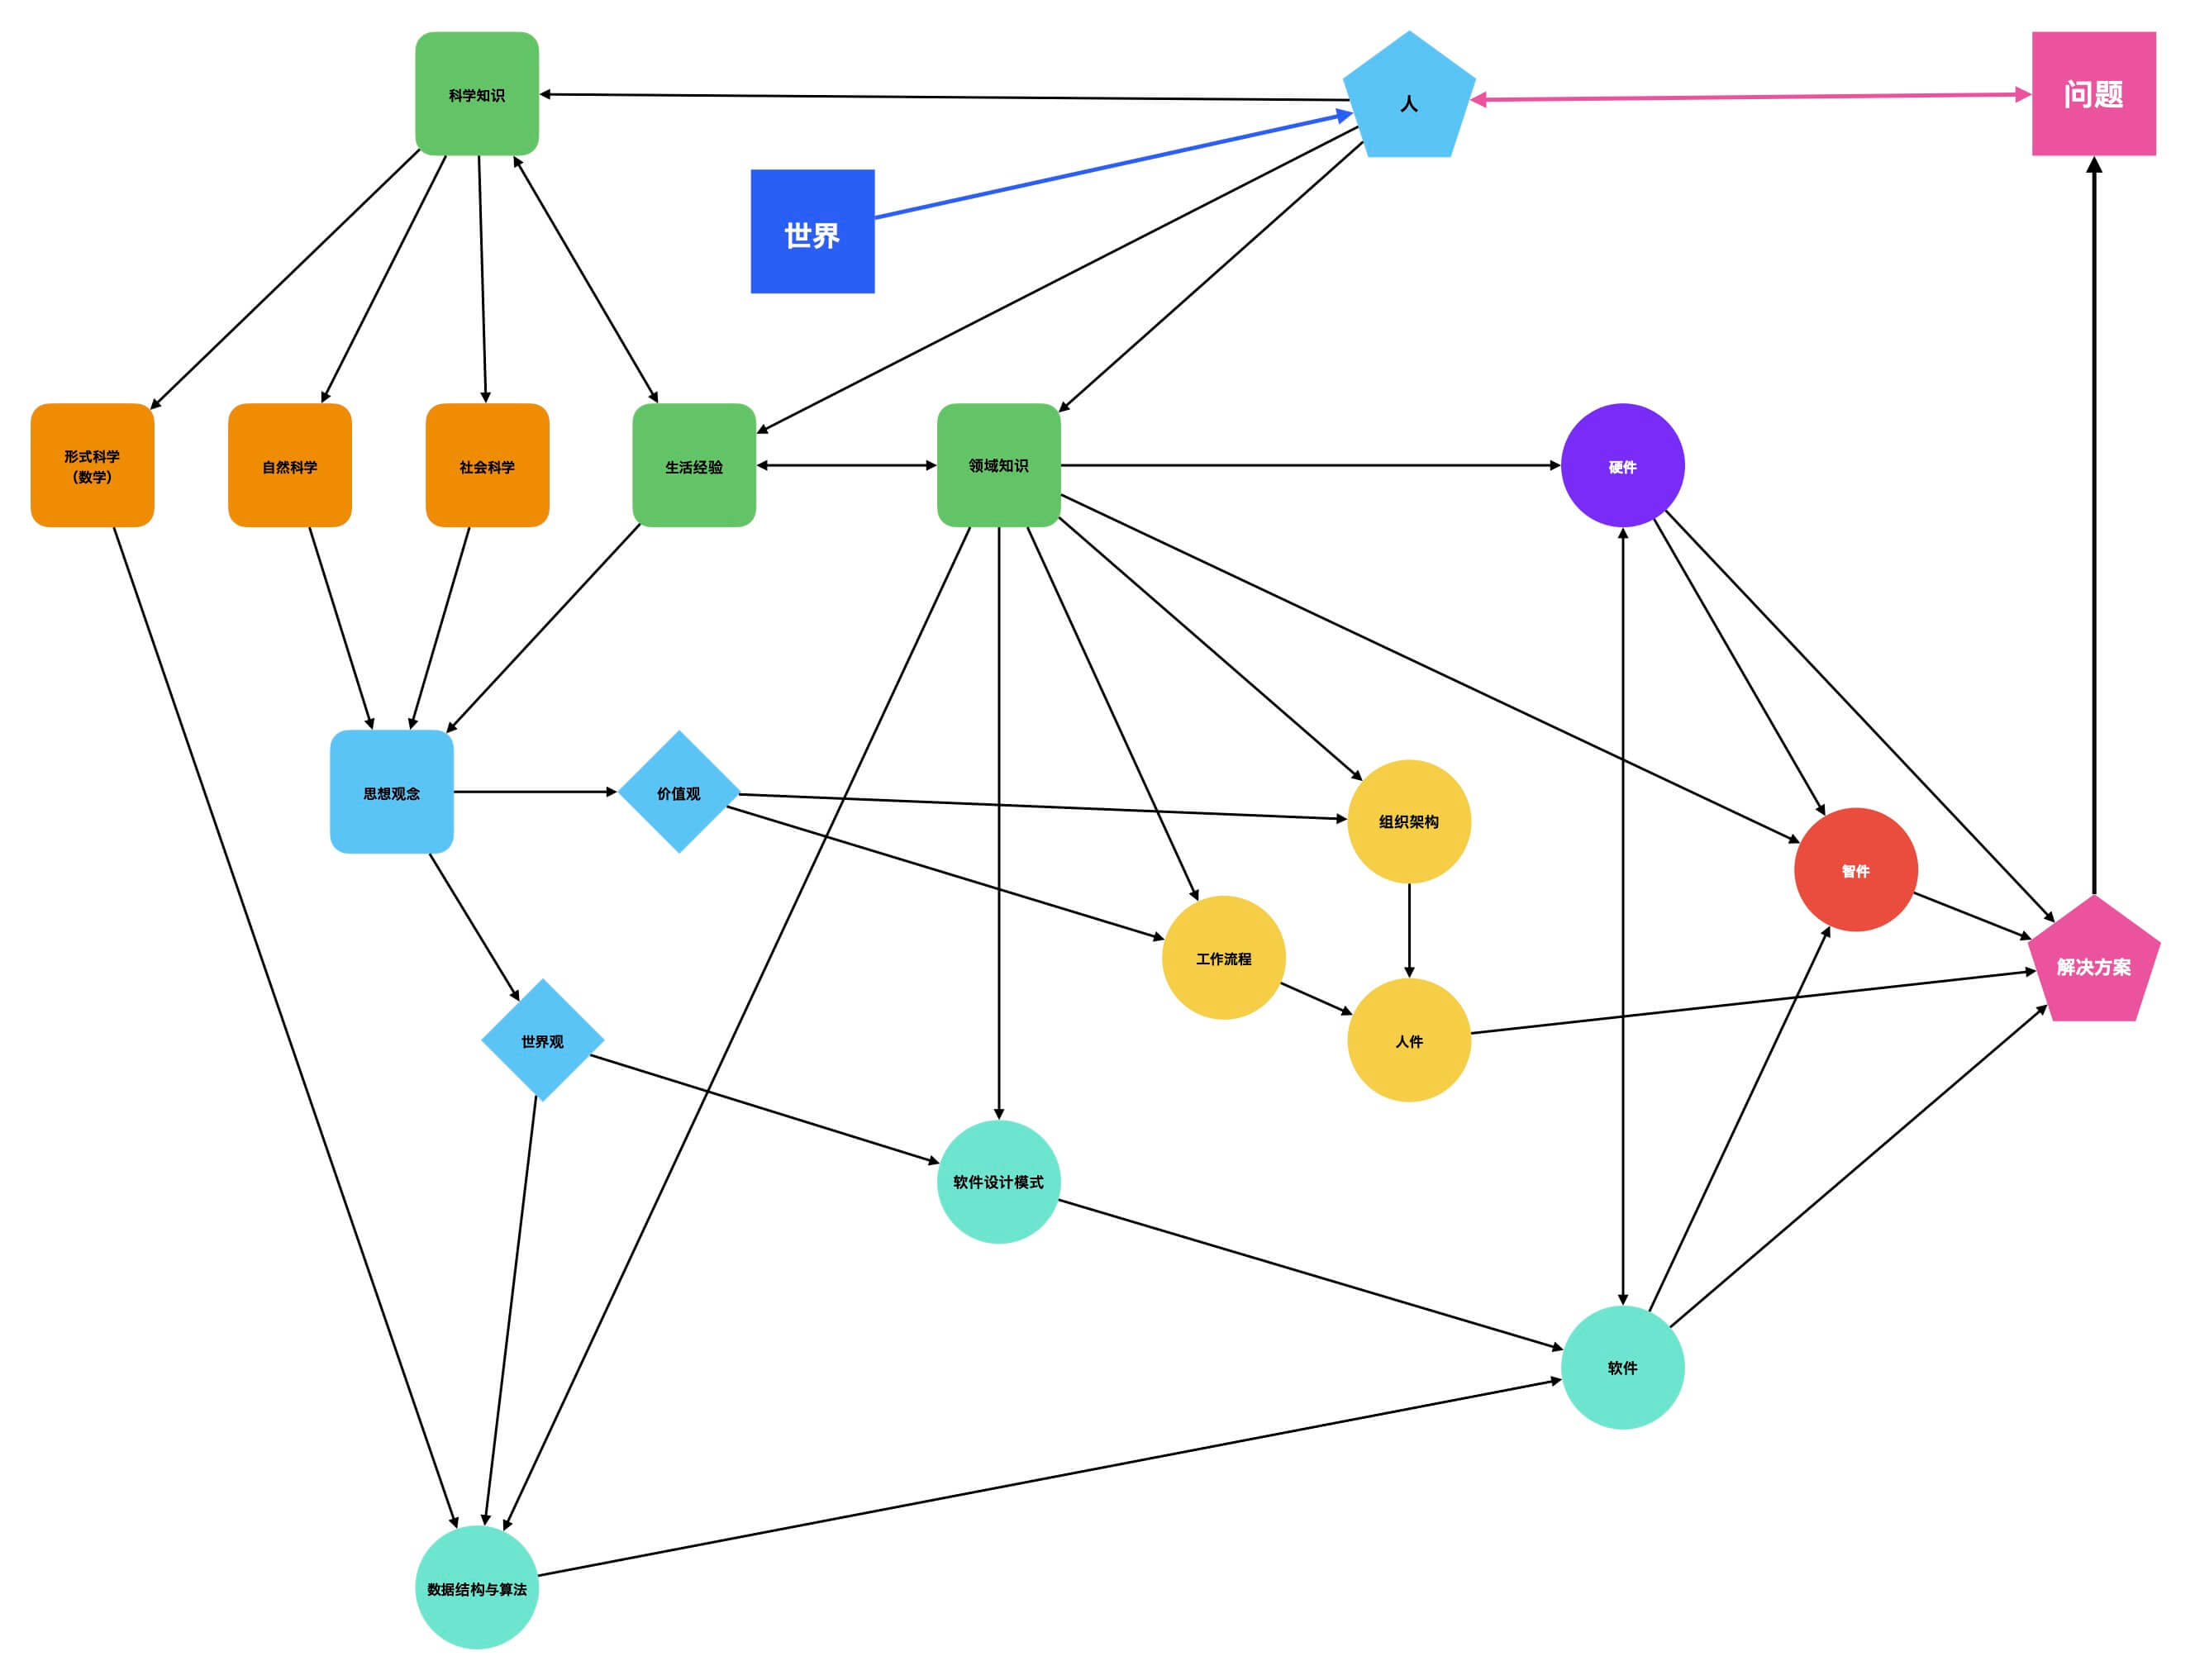 科学知识
人
问题
世界
形式科学
（数学）
自然科学
社会科学
生活经验
领域知识
硬件
思想观念
价值观
组织架构
智件
工作流程
解决方案
世界观
人件
软件设计模式
软件
数据结构与算法